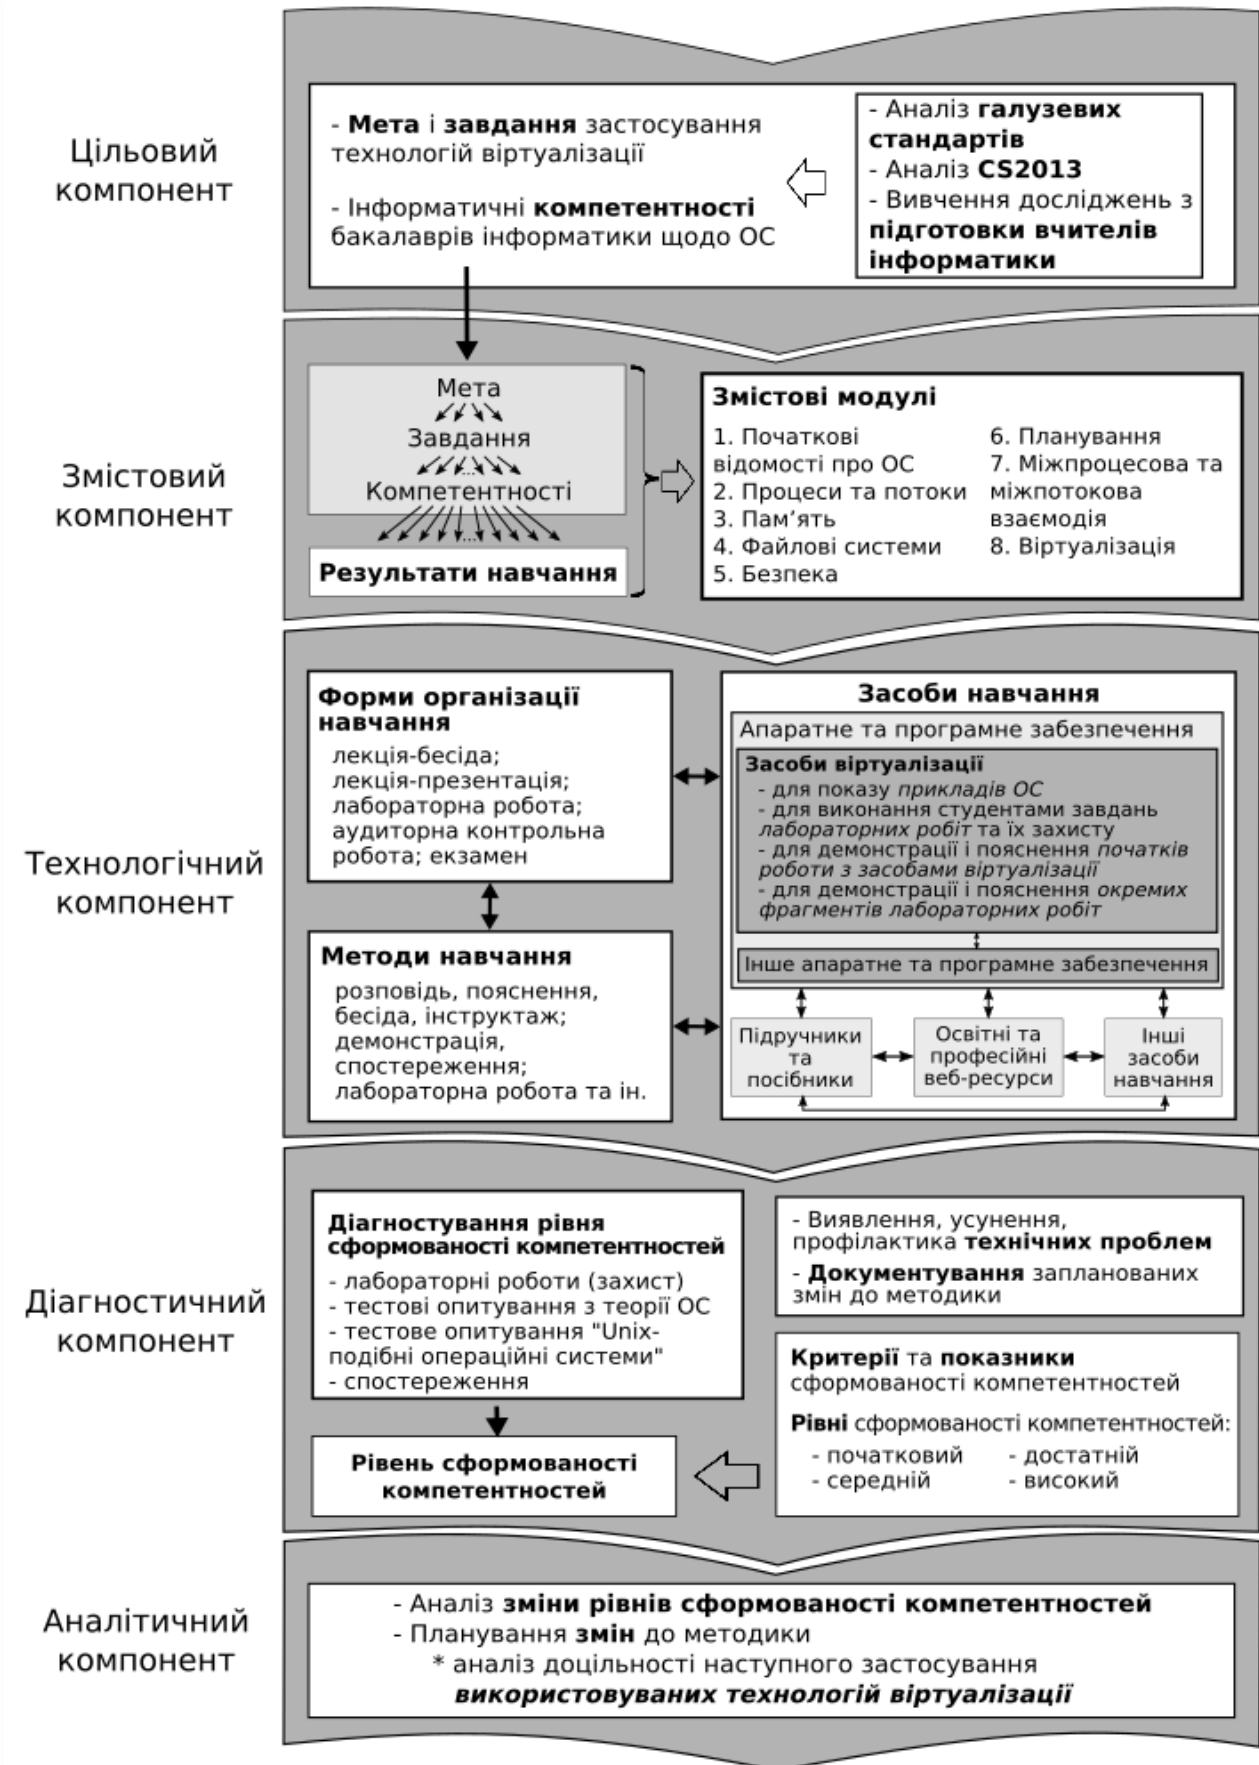 Цільовий
компонент
- Мета і завдання застосування
технологій віртуалізації
- Інформатичні компетентності
бакалаврів інформатики щодо ОС
- Аналіз галузевих
стандартів
- Аналіз CS2013
- Вивчення досліджень з
підготовки вчителів
інформатики
Змістовий
компонент
Мета
Завдання
...
Компетентності
...
Результати навчання
Змістові модулі
1. Початкові
відомості про ОС
2. Процеси та потоки
3. Пам’ять
4. Файлові системи
5. Безпека
6. Планування
7. Міжпроцесова та
міжпотокова
взаємодія
8. Віртуалізація
Технологічний
компонент
Форми організації
навчання
лекція-бесіда;
лекція-презентація;
лабораторна робота;
аудиторна контрольна
робота; екзамен
Методи навчання
розповідь, пояснення,
бесіда, інструктаж;
демонстрація,
спостереження;
лабораторна робота та ін.
Засоби навчання
Апаратне та програмне забезпечення
Засоби віртуалізації
- для показу прикладів ОС
- для виконання студентами завдань
лабораторних робіт та їх захисту
- для демонстрації і пояснення початків
роботи з засобами віртуалізації
- для демонстрації і пояснення окремих
фрагментів лабораторних робіт
Інше апаратне та програмне забезпечення
Підручники
та
посібники
Освітні та
професійні
веб-ресурси
Інші
засоби
навчання
Діагностичний
компонент
Діагностування рівня
сформованості компетентностей
- лабораторні роботи (захист)
- тестові опитування з теорії ОС
- тестове опитування "Unix-
подібні операційні системи"
- спостереження
Рівень сформованості
компетентностей
- Виявлення, усунення,
профілактика технічних проблем
- Документування запланованих
змін до методики
Критерії та показники
сформованості компетентностей
Рівні сформованості компетентностей:
- початковий - достатній
- середній - високий
Аналітичний
компонент
- Аналіз зміни рівнів сформованості компетентностей
- Планування змін до методики
* аналіз доцільності наступного застосування
використовуваних технологій віртуалізації